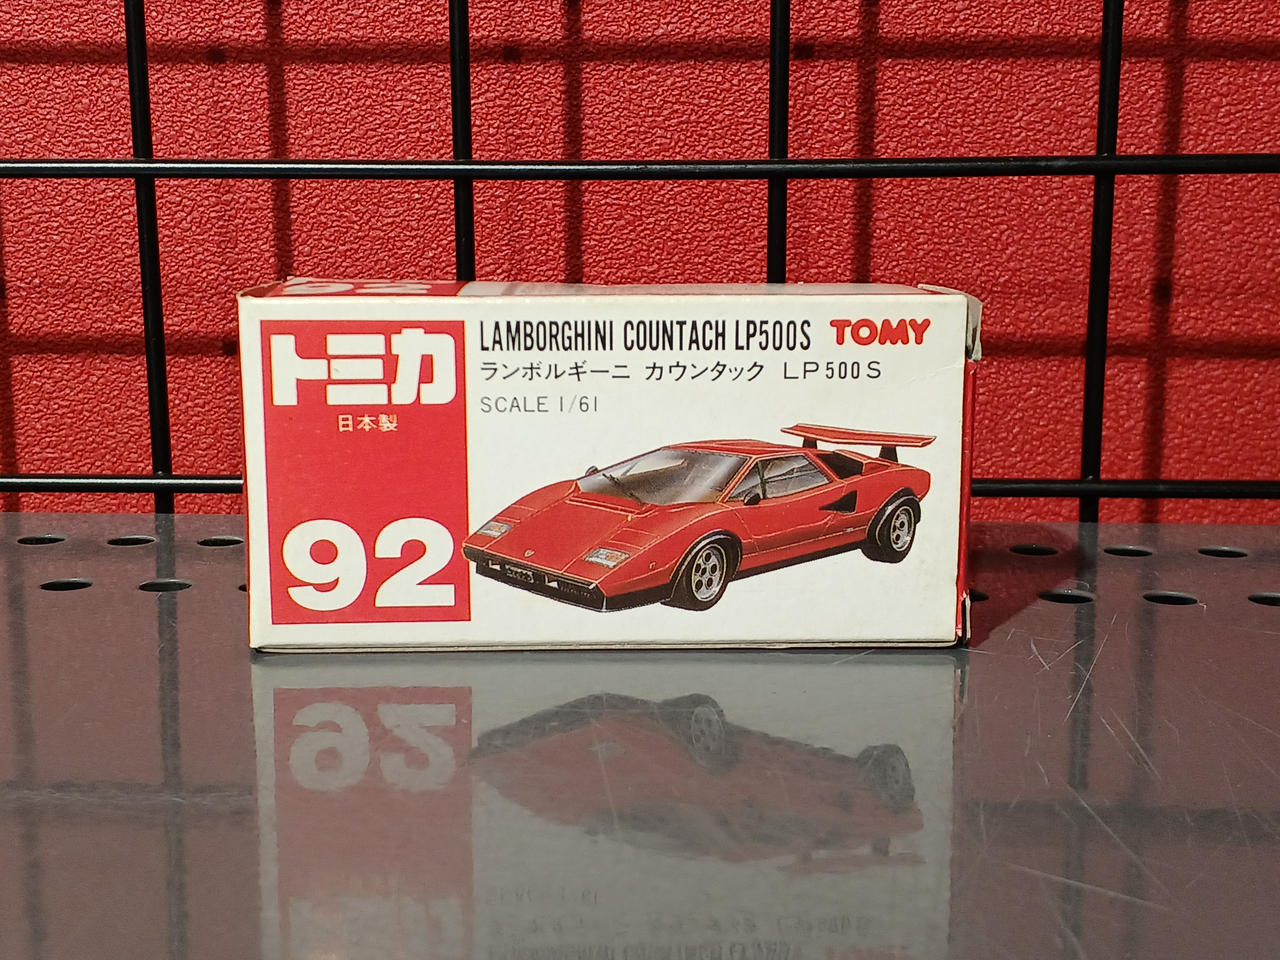 トミカ
日本製
92
LAMBORGHINI COUNTACH LP500S TOMY
ランボルギーニ カウンタック LP500S
SCALE 1/61